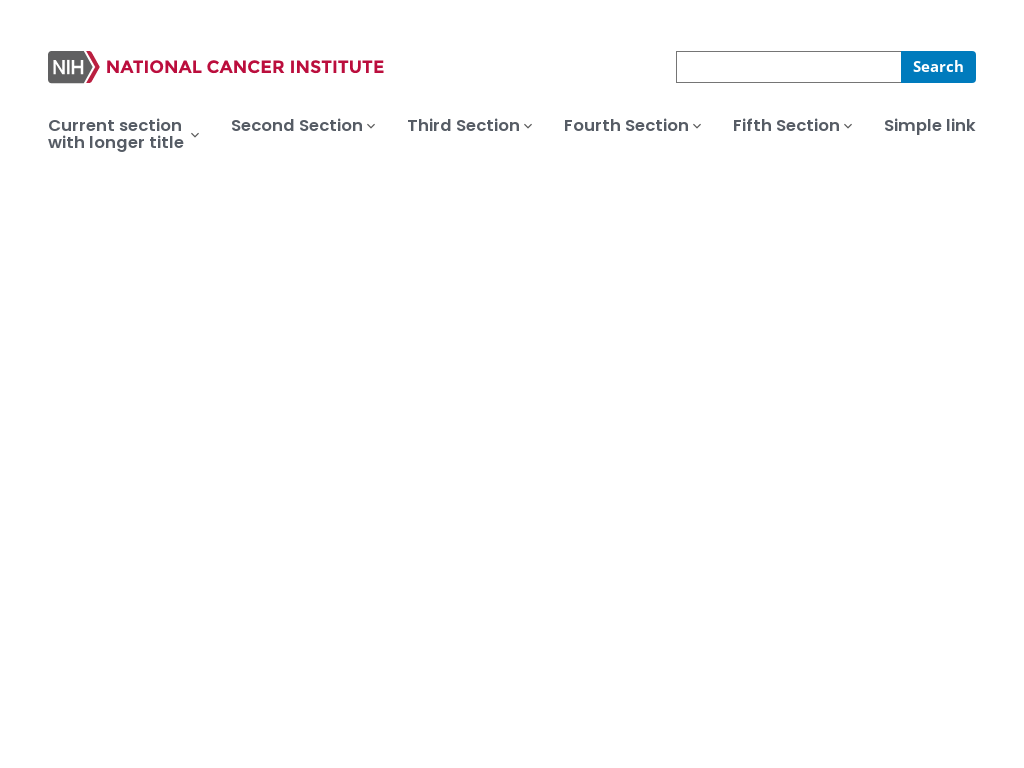 NIH NATIONAL CANCER INSTITUTE
Search
Current section
with longer title
Second Section
Third Section
Fourth Section
Fifth Section
Simple link